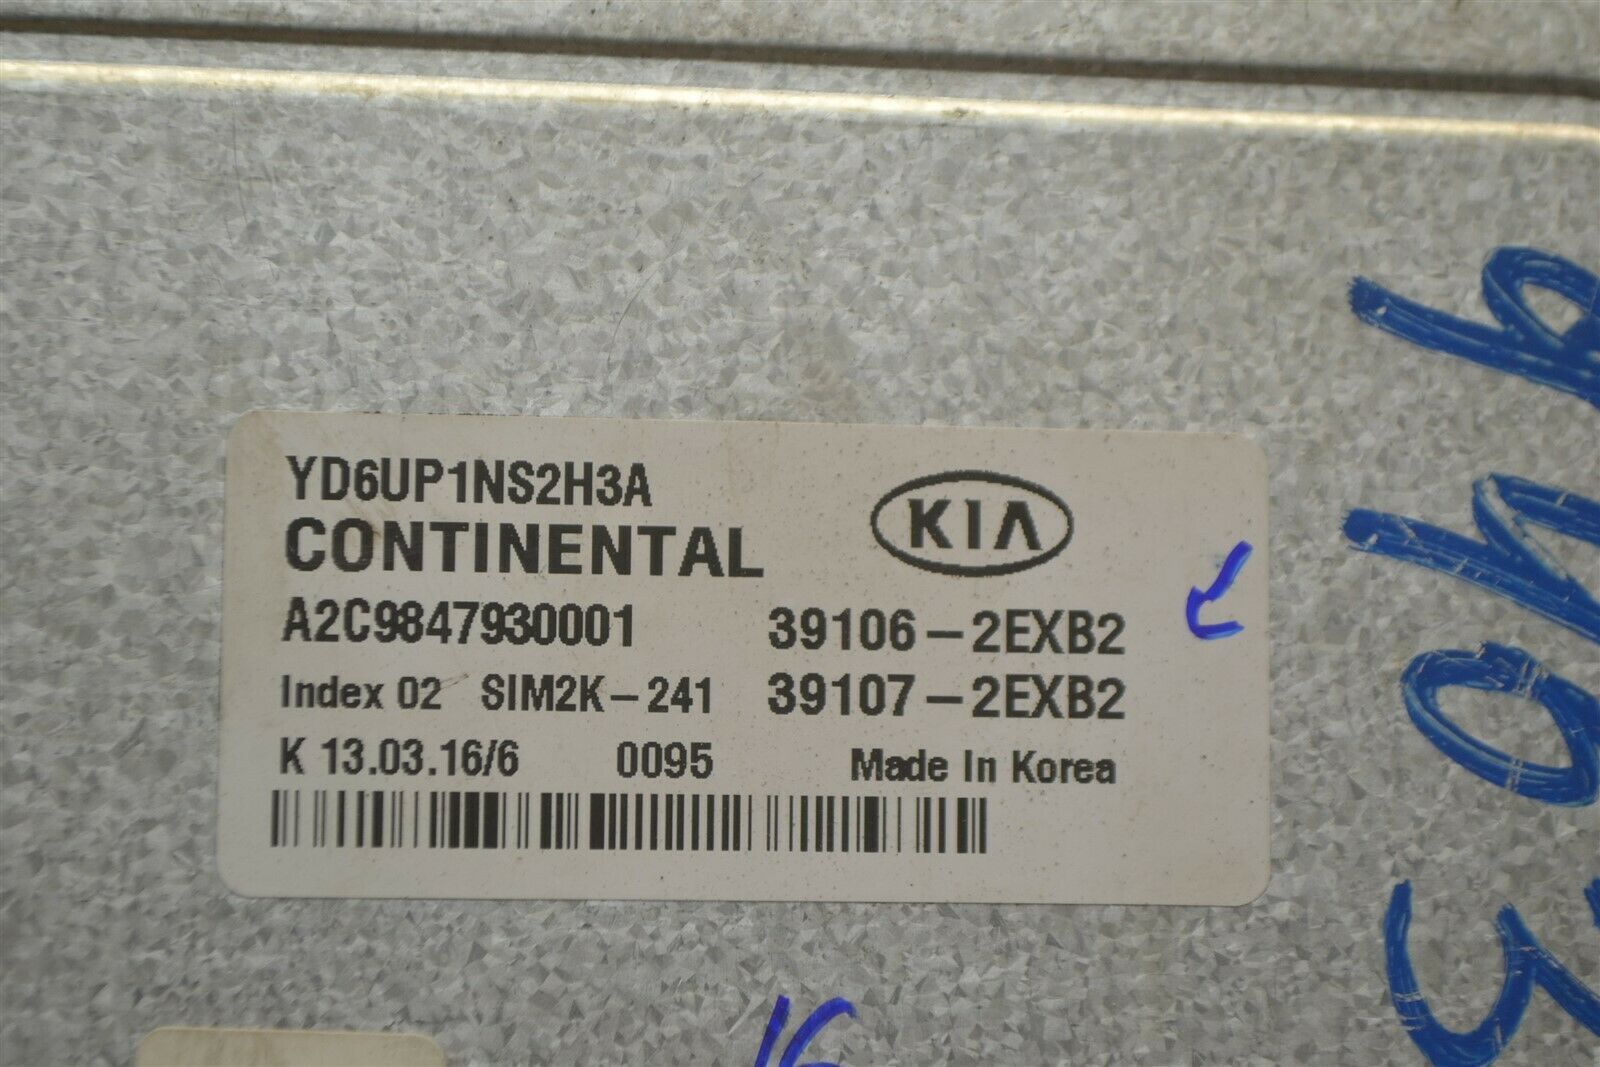 YD6UP1NS2H3A
CONTINENTAL
KIA
A2C9847930001 39106-2EXB2
Index 02 SIM2K-241 39107-2EXB2
K 13.03.16/6 0095 Made In Korea